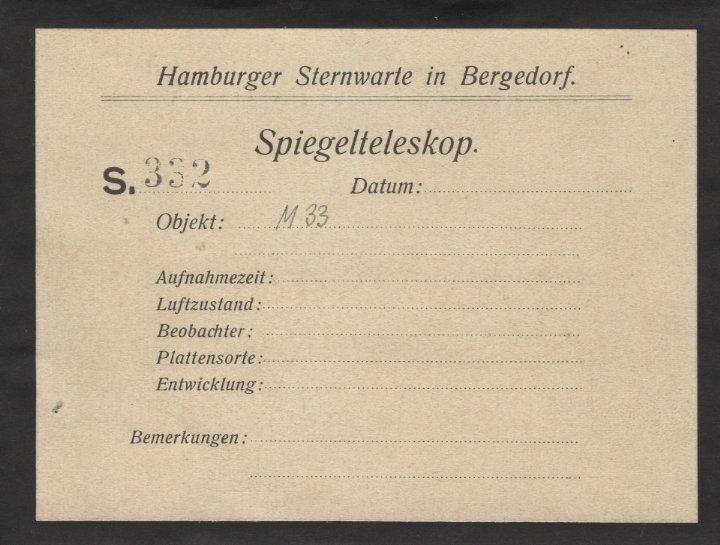 Hamburger Sternwarte in Bergedorf.
Spiegelteleskop.
S. 332
Datum:
Objekt: M 33
Aufnahmezeit:
Luftzustand:
Beobachter:
Plattensorte:
Entwicklung:
Bemerkungen: